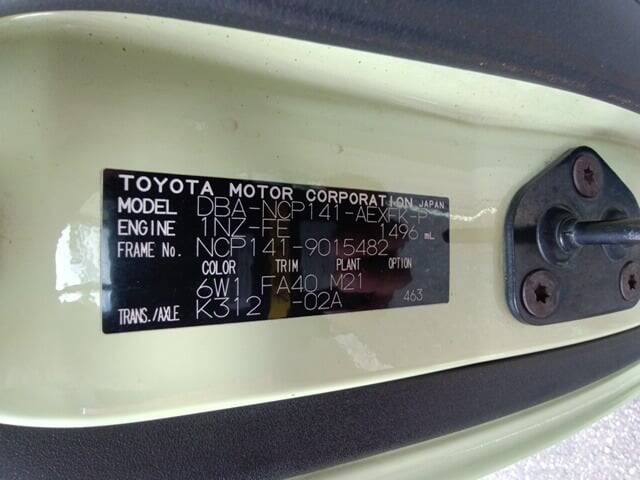 TOYOTA MOTOR CORPORATION JAPAN
MODEL DBA-NCP141-AEXFK-P
ENGINE 1NZ-FE 1496 mL
FRAME NO. NCP141-9015482
COLOR TRIM PLANT OPTION
6W1 FA40 M21
TRANS./AXLE K312 -02A 463